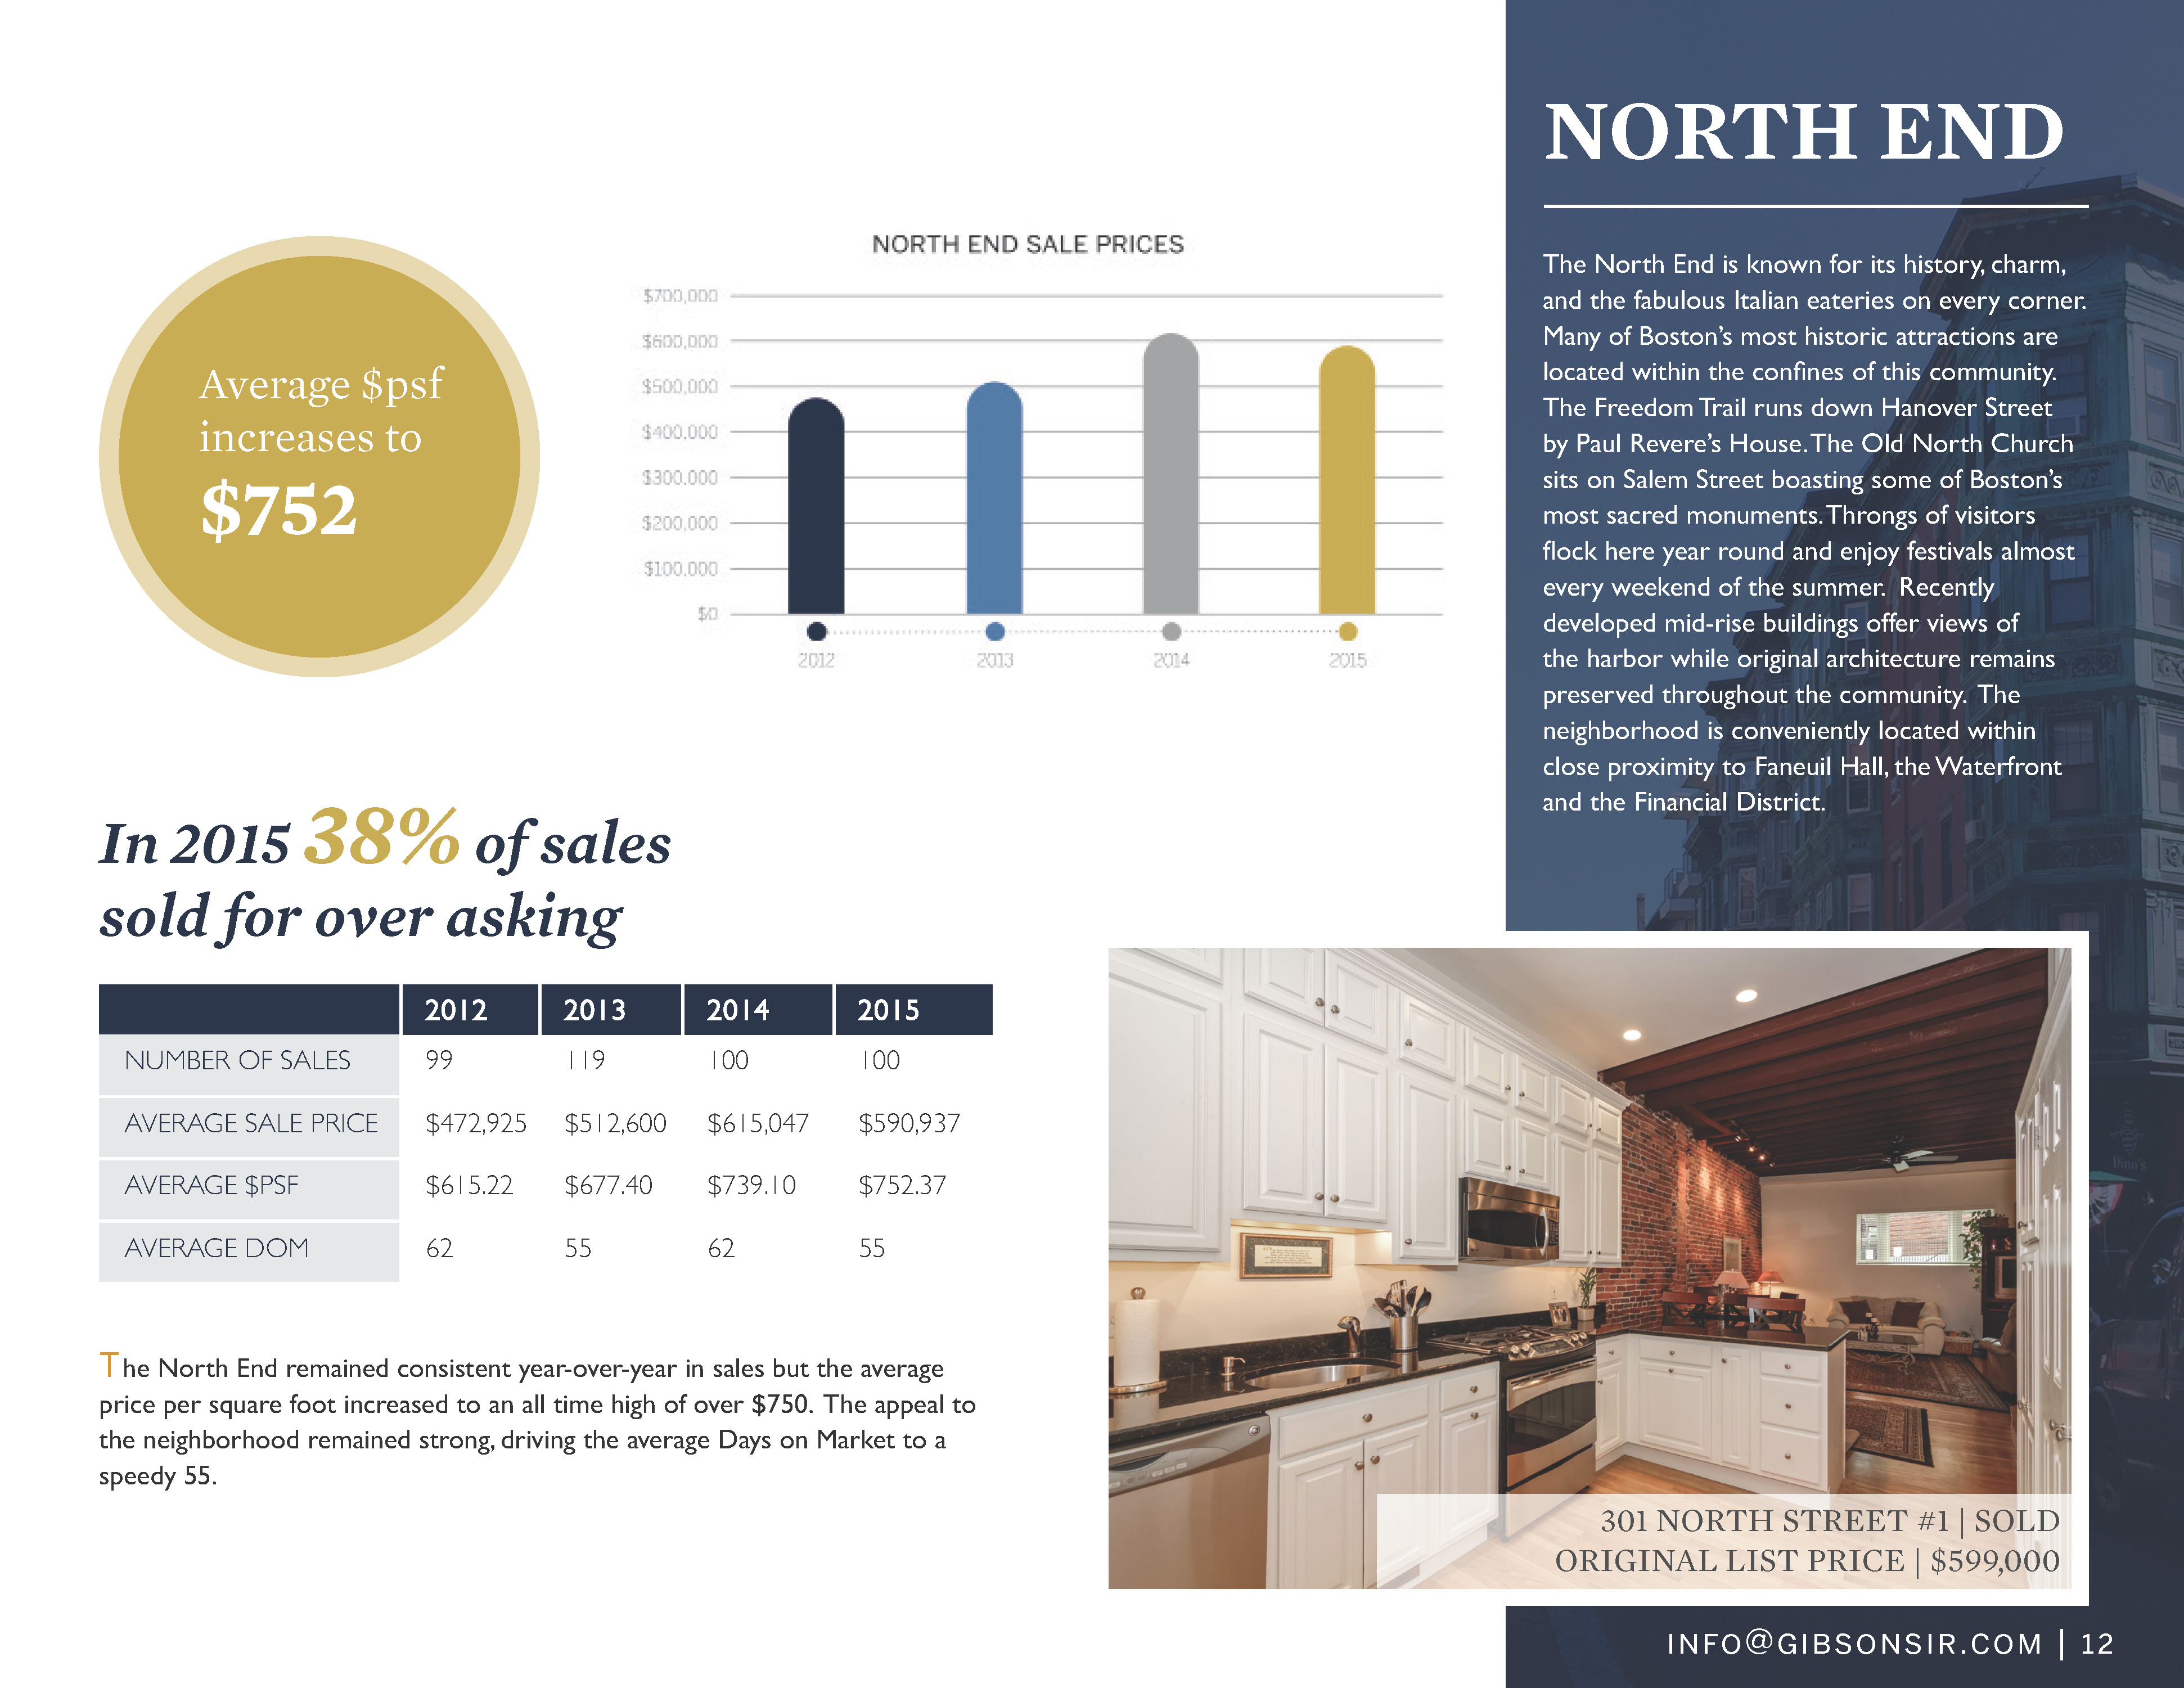 NORTH END
The North End is known for its history, charm,
and the fabulous Italian eateries on every corner.
Many of Boston’s most historic attractions are
located within the confines of this community.
The Freedom Trail runs down Hanover Street
by Paul Revere’s House. The Old North Church
sits on Salem Street boasting some of Boston’s
most sacred monuments. Throngs of visitors
flock here year round and enjoy festivals almost
every weekend of the summer. Recently
developed mid-rise buildings offer views of
the harbor while original architecture remains
preserved throughout the community. The
neighborhood is conveniently located within
close proximity to Faneuil Hall, the Waterfront
and the Financial District.
Average $psf
increases to
$752
NORTH END SALE PRICES
$700,000
$600,000
$500,000
$400,000
$300,000
$200,000
$100,000
$0
2012 2013 2014 2015
In 2015 38% of sales
sold for over asking
2012 2013 2014 2015
NUMBER OF SALES 99 119 100 100
AVERAGE SALE PRICE $472,925 $512,600 $615,047 $590,937
AVERAGE $PSF $615.22 $677.40 $739.10 $752.37
AVERAGE DOM 62 55 62 55
The North End remained consistent year-over-year in sales but the average
price per square foot increased to an all time high of over $750. The appeal to
the neighborhood remained strong, driving the average Days on Market to a
speedy 55.
301 NORTH STREET #1 | SOLD
ORIGINAL LIST PRICE | $599,000
INFO@GIBSONSIR.COM | 12